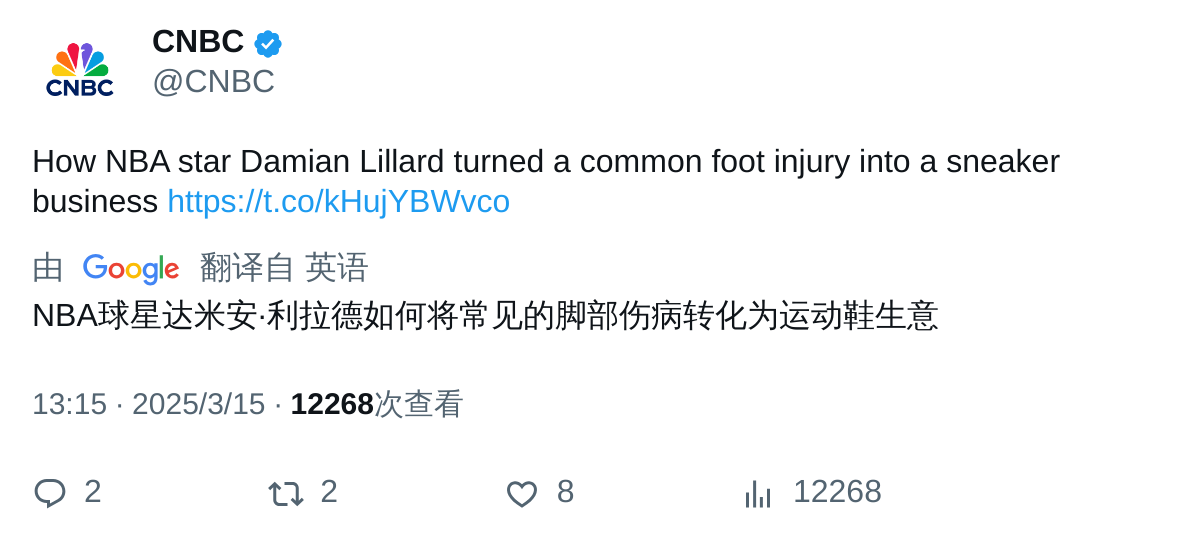 CNBC
CNBC
@CNBC
How NBA star Damian Lillard turned a common foot injury into a sneaker
business https://t.co/kHujYBWvco
由 Google 翻译自 英语
NBA球星达米安·利拉德如何将常见的脚部伤病转化为运动鞋生意
13:15 · 2025/3/15 · 12268次查看
2 2 8 12268